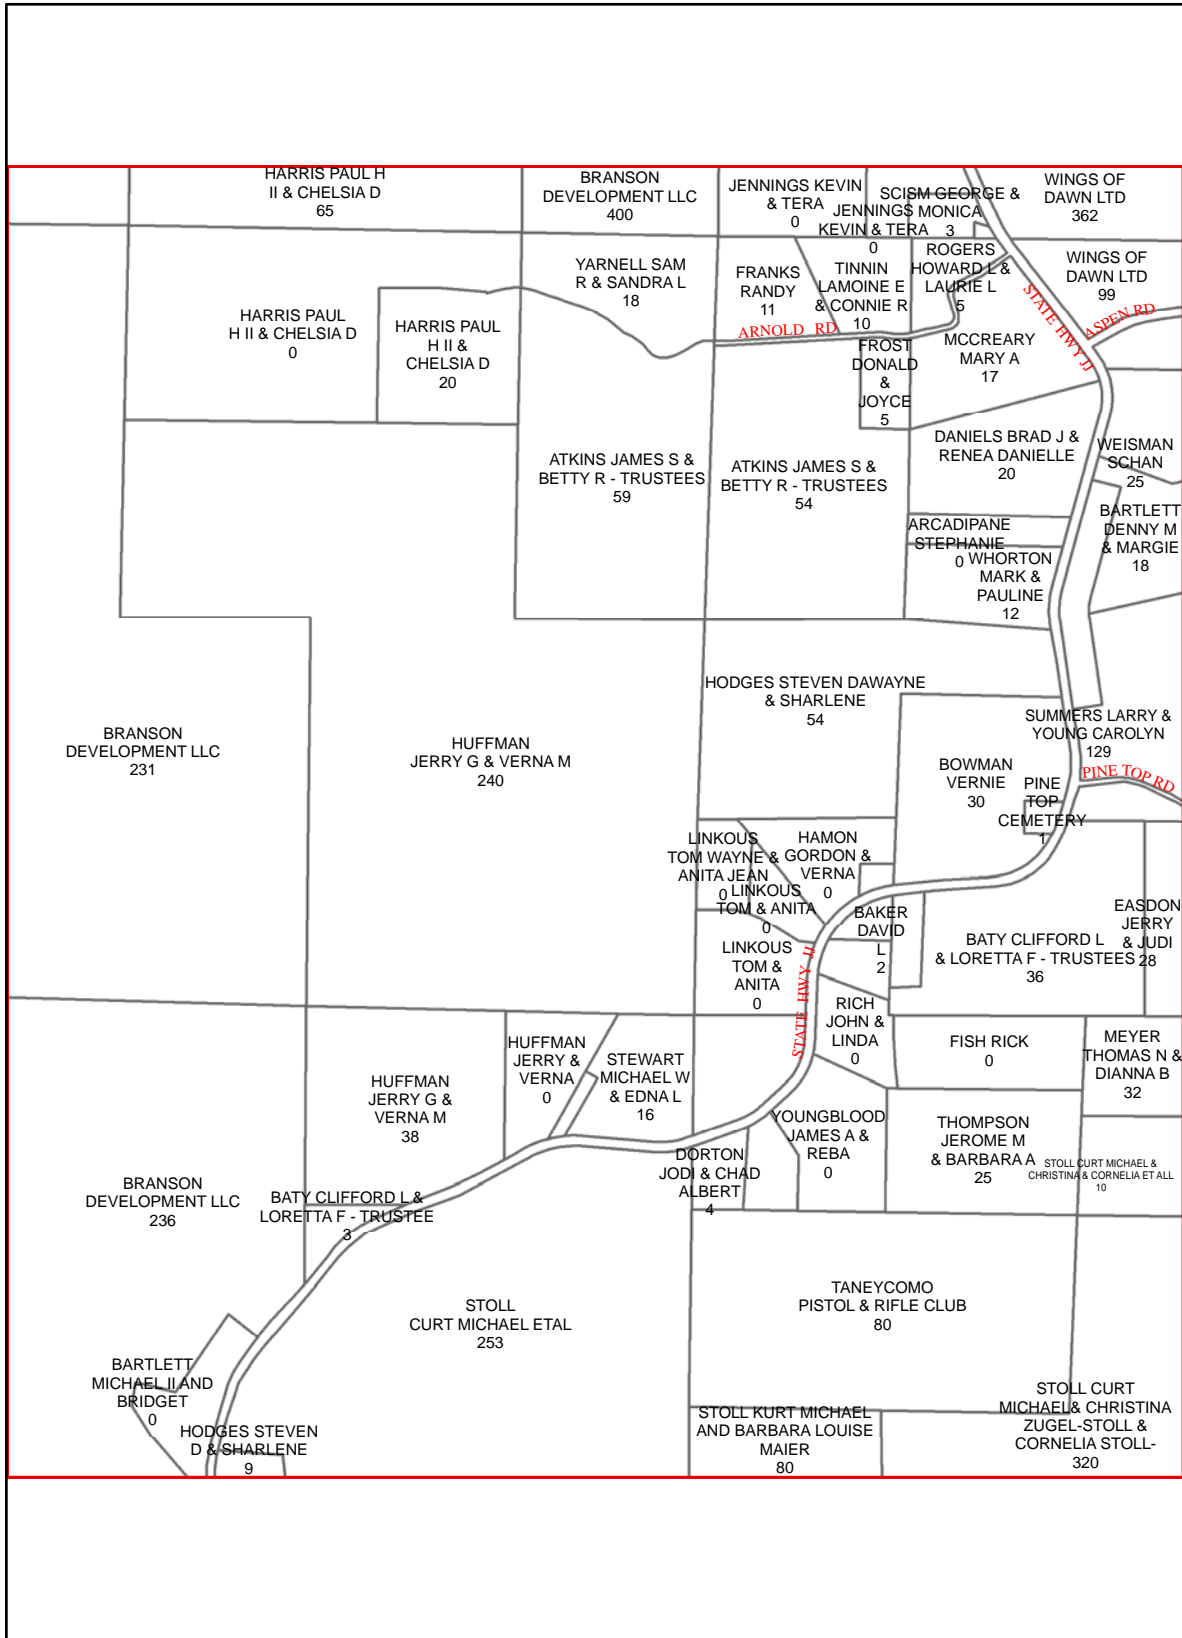 HARRIS PAUL H
II & CHELSIA D
65
BRANSON
DEVELOPMENT LLC
400
JENNINGS KEVIN
& TERA
0
SCISM GEORGE &
MONICA
3
JENNINGS
KEVIN & TERA
0
WINGS OF
DAWN LTD
362
YARNELL SAM
R & SANDRA L
18
FRANKS
RANDY
11
TINNIN
LAMOINE E
& CONNIE R
10
ROGERS
HOWARD L &
LAURIE L
5
WINGS OF
DAWN LTD
99
STATE HWY JJ
ASPEN RD
ARNOLD RD
HARRIS PAUL
H II & CHELSIA D
0
HARRIS PAUL
H II &
CHELSIA D
20
FROST
DONALD
&
JOYCE
5
MCCREARY
MARY A
17
ATKINS JAMES S &
BETTY R - TRUSTEES
59
ATKINS JAMES S &
BETTY R - TRUSTEES
54
DANIELS BRAD J &
RENEA DANIELLE
20
WEISMAN
SCHAN
25
ARCADIPANE
STEPHANIE
0
WHORTON
MARK &
PAULINE
12
BARTLETT
DENNY M
& MARGIE
18
HODGES STEVEN DAWAYNE
& SHARLENE
54
BRANSON
DEVELOPMENT LLC
231
HUFFMAN
JERRY G & VERNA M
240
SUMMERS LARRY &
YOUNG CAROLYN
129
PINE TOP RD
BOWMAN
VERNIE
30
PINE
TOP
CEMETERY
1
LINKOUS
TOM WAYNE &
ANITA JEAN
0
HAMON
GORDON &
VERNA
0
LINKOUS
TOM & ANITA
0
BAKER
DAVID
L
2
LINKOUS
TOM &
ANITA
0
STATE HWY JJ
BATY CLIFFORD L
& LORETTA F - TRUSTEES
36
EASDON
JERRY
& JUDI
28
RICH
JOHN &
LINDA
0
FISH RICK
0
MEYER
THOMAS N &
DIANNA B
32
HUFFMAN
JERRY &
VERNA
0
STEWART
MICHAEL W
& EDNA L
16
HUFFMAN
JERRY G &
VERNA M
38
YOUNGBLOOD
JAMES A &
REBA
0
THOMPSON
JEROME M
& BARBARA A
25
STOLL CURT MICHAEL &
CHRISTINA & CORNELIA ET ALL
10
DORTON
JODI & CHAD
ALBERT
4
BRANSON
DEVELOPMENT LLC
236
BATY CLIFFORD L &
LORETTA F - TRUSTEE
3
STOLL
CURT MICHAEL ETAL
253
TANEYCOMO
PISTOL & RIFLE CLUB
80
BARTLETT
MICHAEL II AND
BRIDGET
0
HODGES STEVEN
D & SHARLENE
9
STOLL KURT MICHAEL
AND BARBARA LOUISE
MAIER
80
STOLL CURT
MICHAEL& CHRISTINA
ZUGEL-STOLL &
CORNELIA STOLL-
320